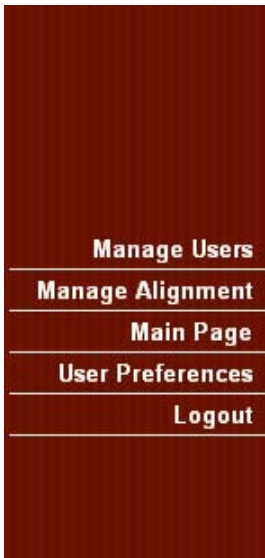 Manage Users
Manage Alignment
Main Page
User Preferences
Logout